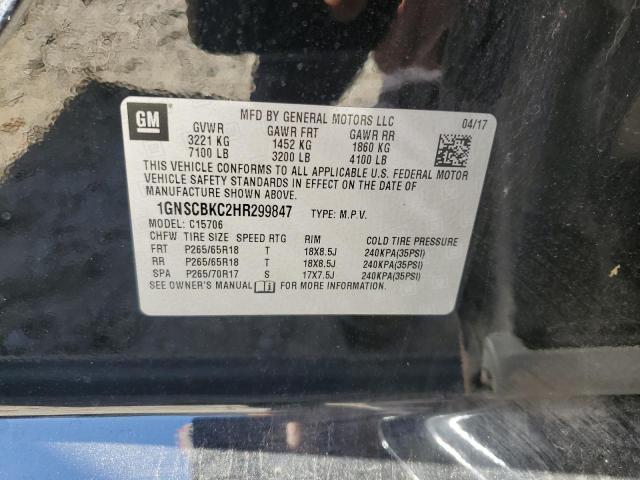 GM
MFD BY GENERAL MOTORS LLC
04/17
GVWR GAWR FRT GAWR RR
3221 KG 1452 KG 1860 KG
7100 LB 3200 LB 4100 LB
THIS VEHICLE CONFORMS TO ALL APPLICABLE U.S. FEDERAL MOTOR
VEHICLE SAFETY STANDARDS IN EFFECT ON THE DATE OF
MANUFACTURE SHOWN ABOVE.
1GNSCBKC2HR299847 TYPE: M.P.V.
MODEL: C15706
CHFW TIRE SIZE SPEED RTG RIM COLD TIRE PRESSURE
FRT P265/65R18 T 18X8.5J 240KPA(35PSI)
RR P265/65R18 T 18X8.5J 240KPA(35PSI)
SPA P265/70R17 S 17X7.5J 240KPA(35PSI)
SEE OWNER'S MANUAL FOR MORE INFORMATION.